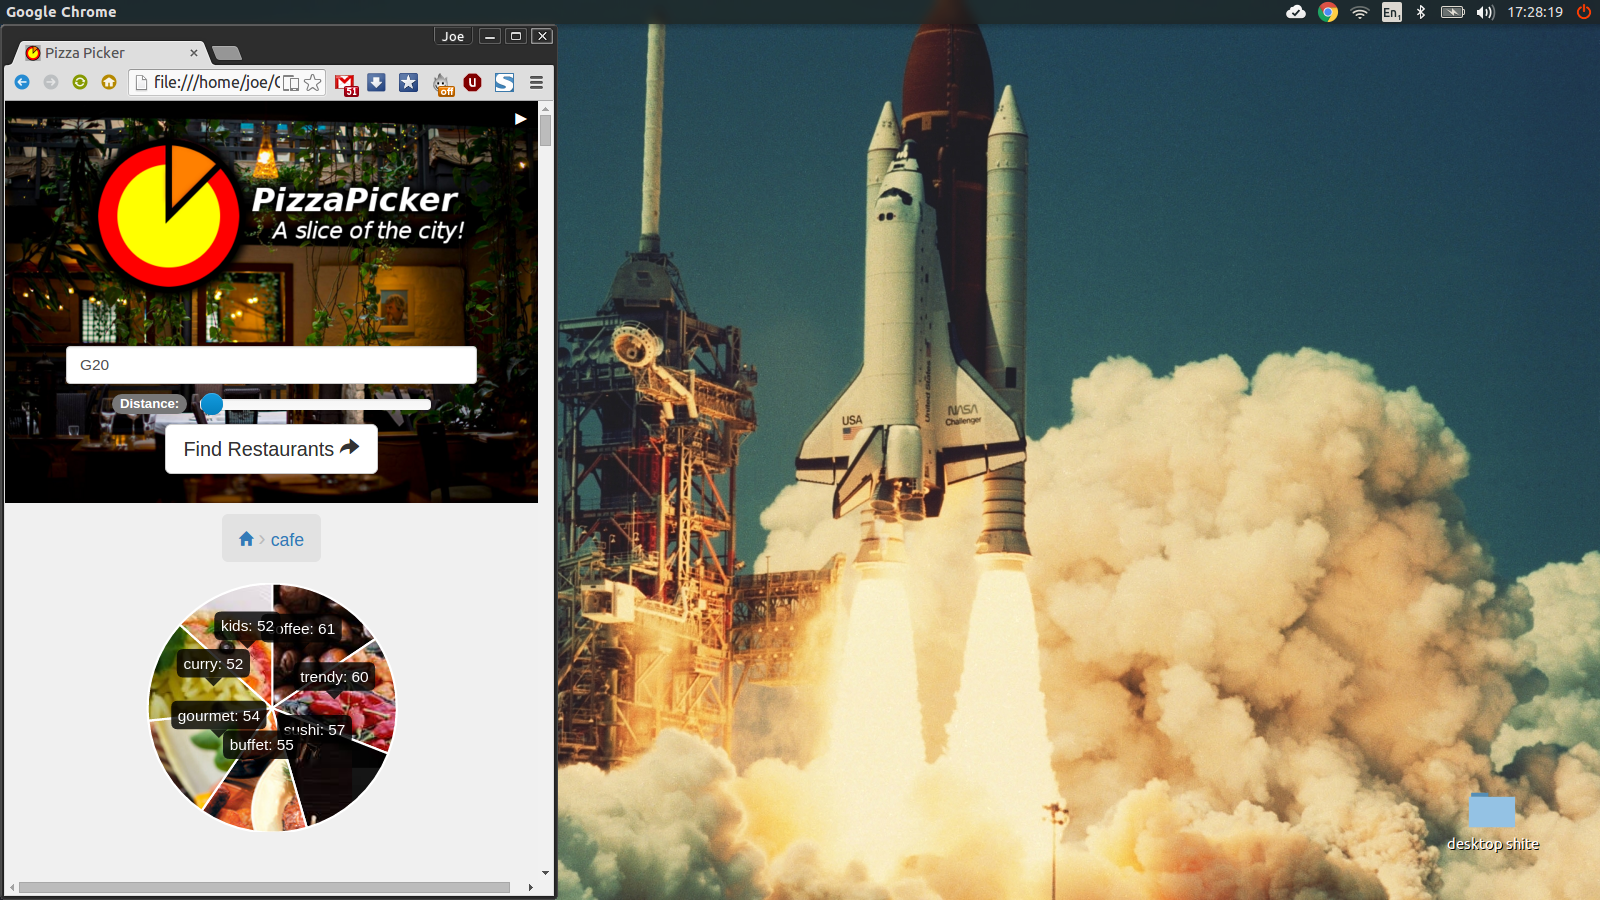 Google Chrome
En1
17:28:19
Joe
Pizza Picker
file:///home/joe/
51
off
U
S
PizzaPicker
A slice of the city!
G20
Distance:
Find Restaurants
cafe
kids: 52
offee: 61
curry: 52
trendy: 60
gourmet: 54
sushi: 57
buffet: 55
USA
United States
NASA
Challenger
desktop shite